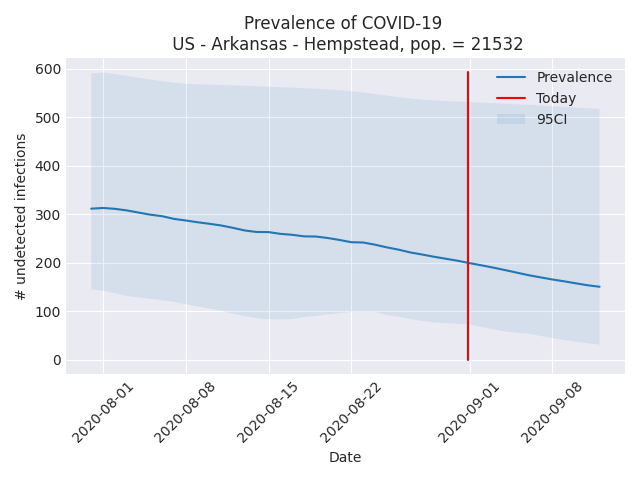 Prevalence of COVID-19
US - Arkansas - Hempstead, pop. = 21532
# undetected infections
600
500
400
300
200
100
0
Prevalence
Today
95CI
2020-08-01
2020-08-08
2020-08-15
2020-08-22
2020-09-01
2020-09-08
Date